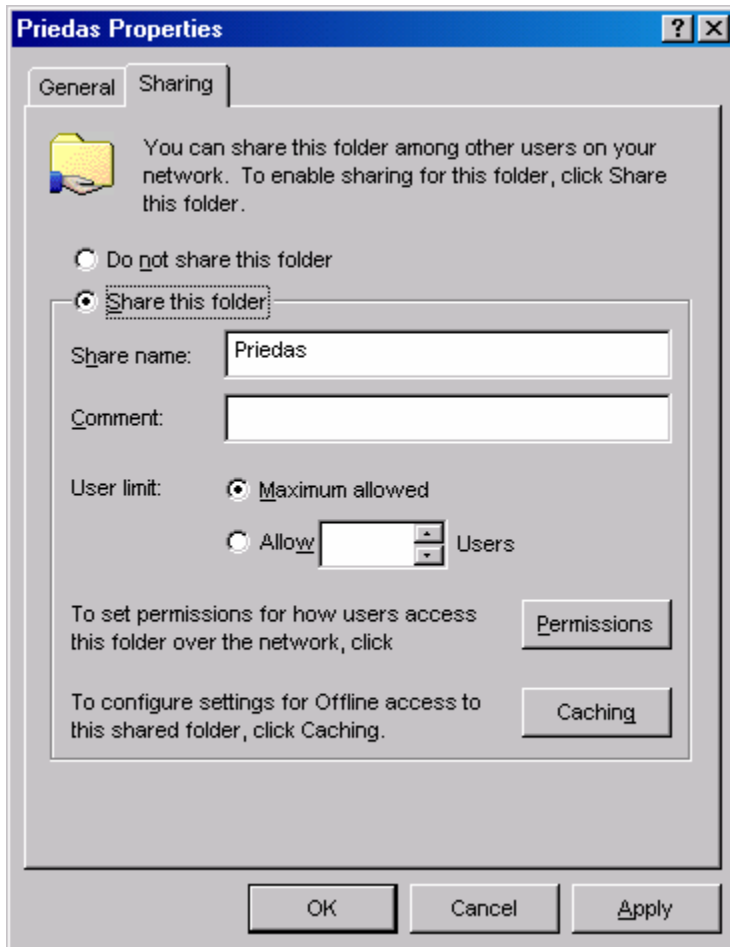 Priedas Properties
General
Sharing
You can share this folder among other users on your
network. To enable sharing for this folder, click Share
this folder.
Do not share this folder
Share this folder
Share name:
Priedas
Comment:
User limit:
Maximum allowed
Allow
Users
To set permissions for how users access
this folder over the network, click
Permissions
To configure settings for Offline access to
this shared folder, click Caching.
Caching
OK
Cancel
Apply